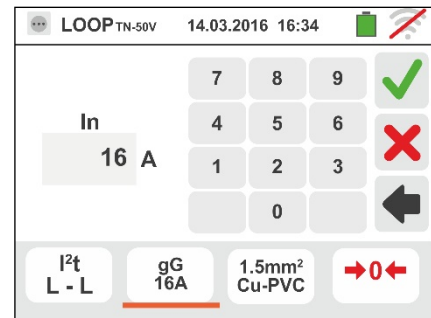 LOOP TN-50V 14.03.2016 16:34
7 8 9
In
4 5 6
16 A
1 2 3
0
I²t gG 1.5mm² →0←
L - L 16A Cu-PVC